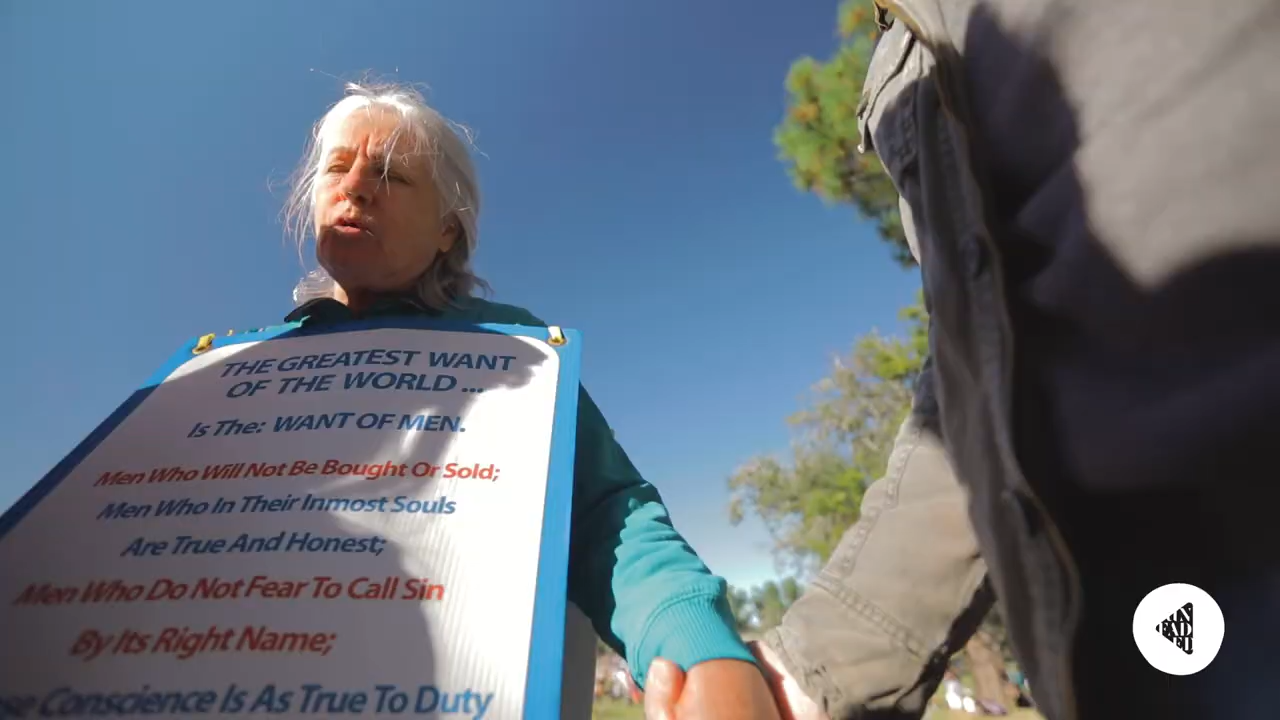 THE GREATEST WANT
OF THE WORLD ...
Is The: WANT OF MEN.
Men Who Will Not Be Bought Or Sold;
Men Who In Their Inmost Souls
Are True And Honest;
Men Who Do Not Fear To Call Sin
By Its Right Name;
Conscience Is As True To Duty